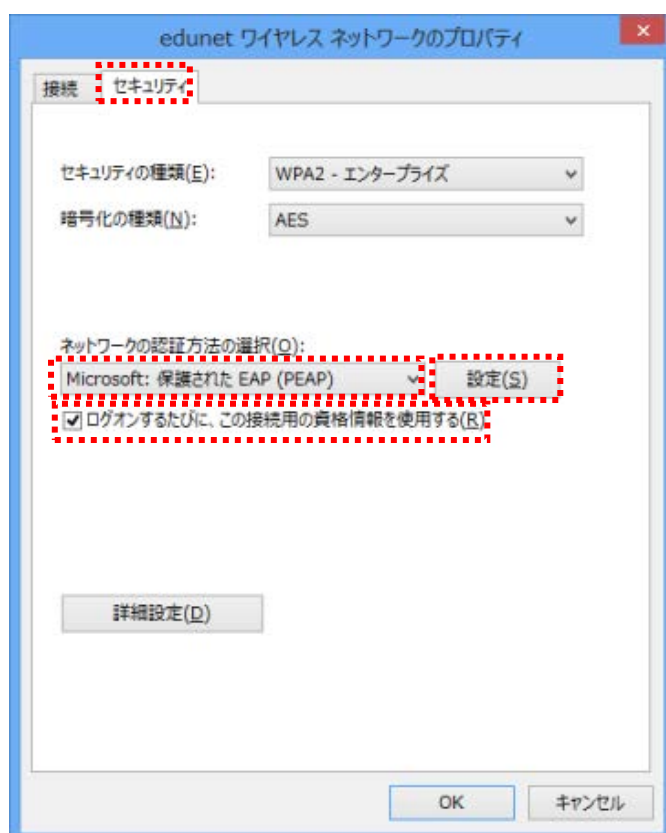 edunet ワイヤレス ネットワークのプロパティ
接続 セキュリティ
セキュリティの種類(E): WPA2 - エンタープライズ
暗号化の種類(N): AES
ネットワークの認証方法の選択(O):
Microsoft: 保護された EAP (PEAP) 設定(S)
ログオンするたびに、この接続用の資格情報を使用する(R)
詳細設定(D)
OK キャンセル